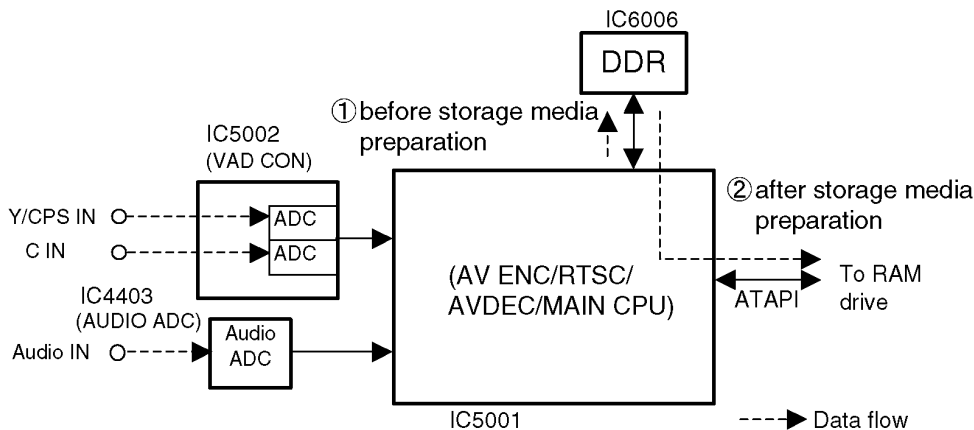 IC6006
DDR
①before storage media
preparation
IC5002
(VAD CON)
②after storage media
preparation
Y/CPS IN
ADC
C IN
ADC
(AV ENC/RTSC/
AVDEC/MAIN CPU)
To RAM
drive
ATAPI
IC4403
(AUDIO ADC)
Audio IN
Audio
ADC
IC5001
Data flow